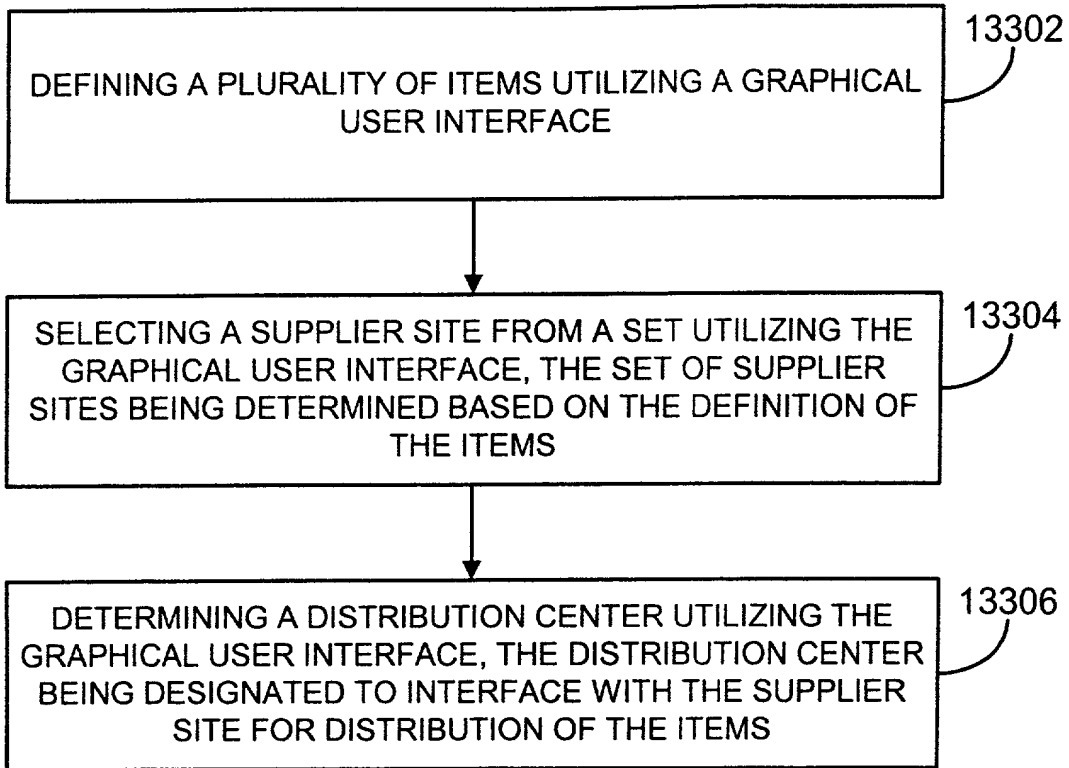 13302
DEFINING A PLURALITY OF ITEMS UTILIZING A GRAPHICAL
USER INTERFACE
13304
SELECTING A SUPPLIER SITE FROM A SET UTILIZING THE
GRAPHICAL USER INTERFACE, THE SET OF SUPPLIER
SITES BEING DETERMINED BASED ON THE DEFINITION OF
THE ITEMS
13306
DETERMINING A DISTRIBUTION CENTER UTILIZING THE
GRAPHICAL USER INTERFACE, THE DISTRIBUTION CENTER
BEING DESIGNATED TO INTERFACE WITH THE SUPPLIER
SITE FOR DISTRIBUTION OF THE ITEMS